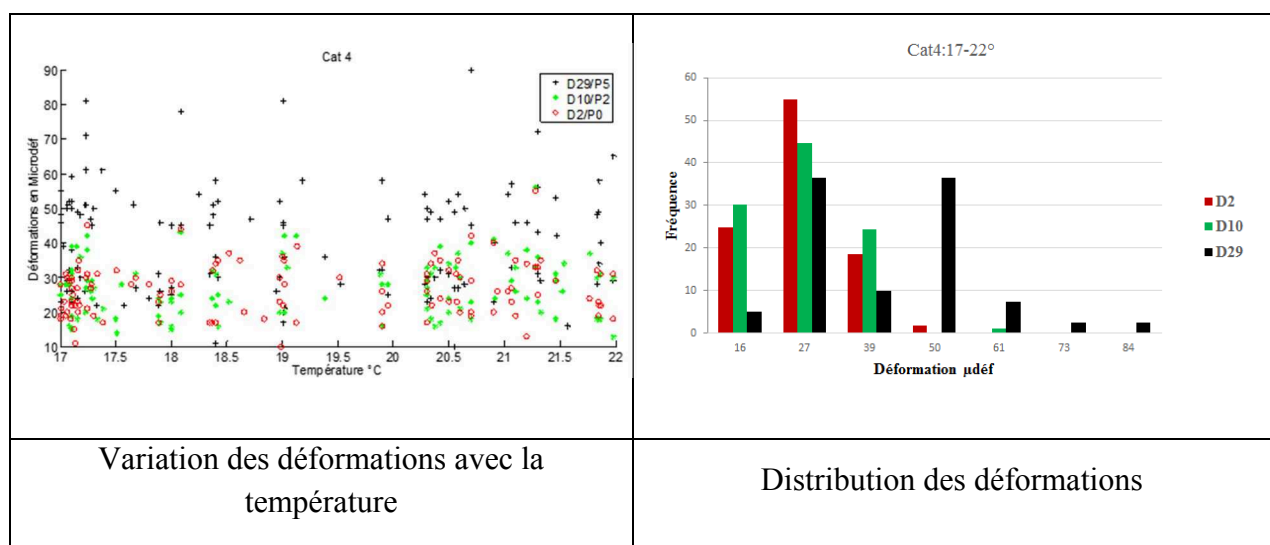 Cat 4
Déformations en Microdéf
90
80
70
60
50
40
30
20
10
D29/P5
D10/P2
D2/P0
17
17.5
18
18.5
19
19.5
20
20.5
21
21.5
22
Température °C
Cat4:17-22°
Fréquence
60
50
40
30
20
10
0
16
27
39
50
61
73
84
Déformation µdéf
D2
D10
D29
Variation des déformations avec la
température
Distribution des déformations